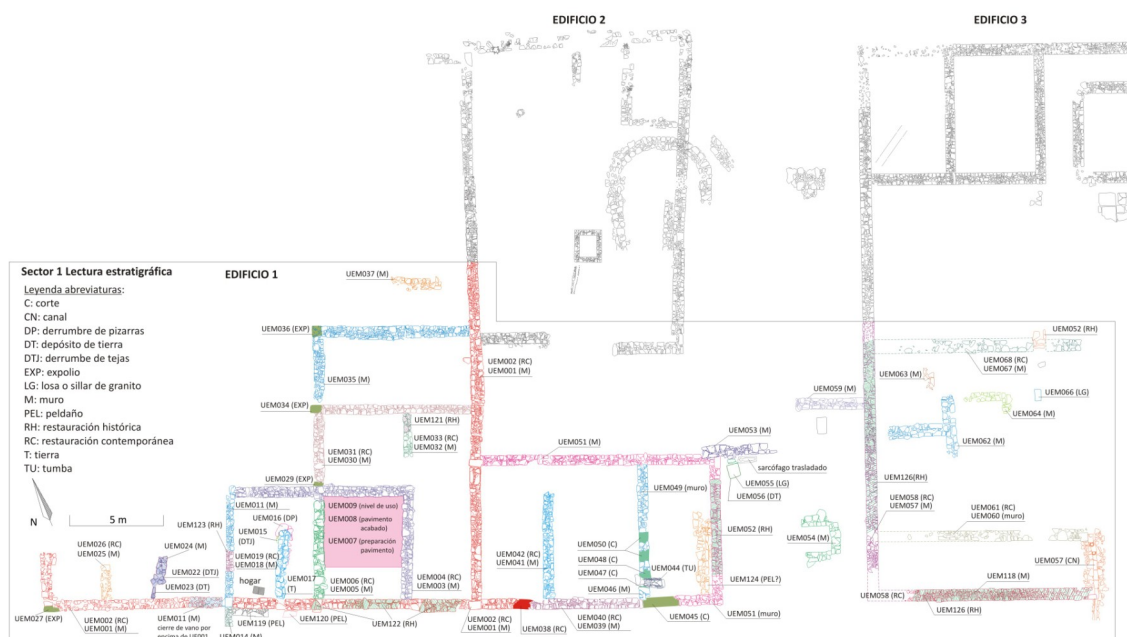 EDIFICIO 2
EDIFICIO 3
Sector 1 Lectura estratigráfica
EDIFICIO 1
Leyenda abreviaturas:
C: corte
CN: canal
DP: derrumbe de pizarras
DT: depósito de tierra
DTJ: derrumbe de tejas
EXP: expolio
LG: losa o sillar de granito
M: muro
PEL: peldaño
RH: restauración histórica
RC: restauración contemporánea
T: tierra
TU: tumba
N
5 m
UEM037 (M)
UEM036 (EXP)
UEM002 (RC)
UEM001 (M)
UEM035 (M)
UEM034 (EXP)
UEM121 (RH)
UEM033 (RC)
UEM032 (M)
UEM031 (RC)
UEM030 (M)
UEM029 (EXP)
UEM011 (M)
UEM009 (nivel de uso)
UEM008 (pavimento
acabado)
UEM007 (preparación
pavimento)
UEM016 (DP)
UEM015
(DTJ)
UEM123 (RH)
UEM019 (RC)
UEM018 (M)
hogar
UEM017
(T)
UEM006 (RC)
UEM005 (M)
UEM004 (RC)
UEM003 (M)
UEM026 (RC)
UEM025 (M)
UEM024 (M)
UEM022 (DTJ)
UEM023 (DT)
UEM027 (EXP)
UEM002 (RC)
UEM001 (M)
UEM011 (M)
cierre de vano por
encima de UE001
UEM014 (M)
UEM119 (PEL)
UEM120 (PEL)
UEM122 (RH)
UEM002 (RC)
UEM001 (M)
UEM038 (RC)
UEM040 (RC)
UEM039 (M)
UEM045 (C)
UEM051 (muro)
UEM051 (M)
UEM053 (M)
sarcófago trasladado
UEM055 (LG)
UEM056 (DT)
UEM049 (muro)
UEM052 (RH)
UEM042 (RC)
UEM041 (M)
UEM050 (C)
UEM048 (C)
UEM047 (C)
UEM046 (M)
UEM044 (TU)
UEM054 (M)
UEM124 (PEL?)
UEM052 (RH)
UEM068 (RC)
UEM067 (M)
UEM063 (M)
UEM066 (LG)
UEM059 (M)
UEM064 (M)
UEM062 (M)
UEM126(RH)
UEM058 (RC)
UEM057 (M)
UEM061 (RC)
UEM060 (muro)
UEM057 (CN)
UEM118 (M)
UEM058 (RC)
UEM126 (RH)